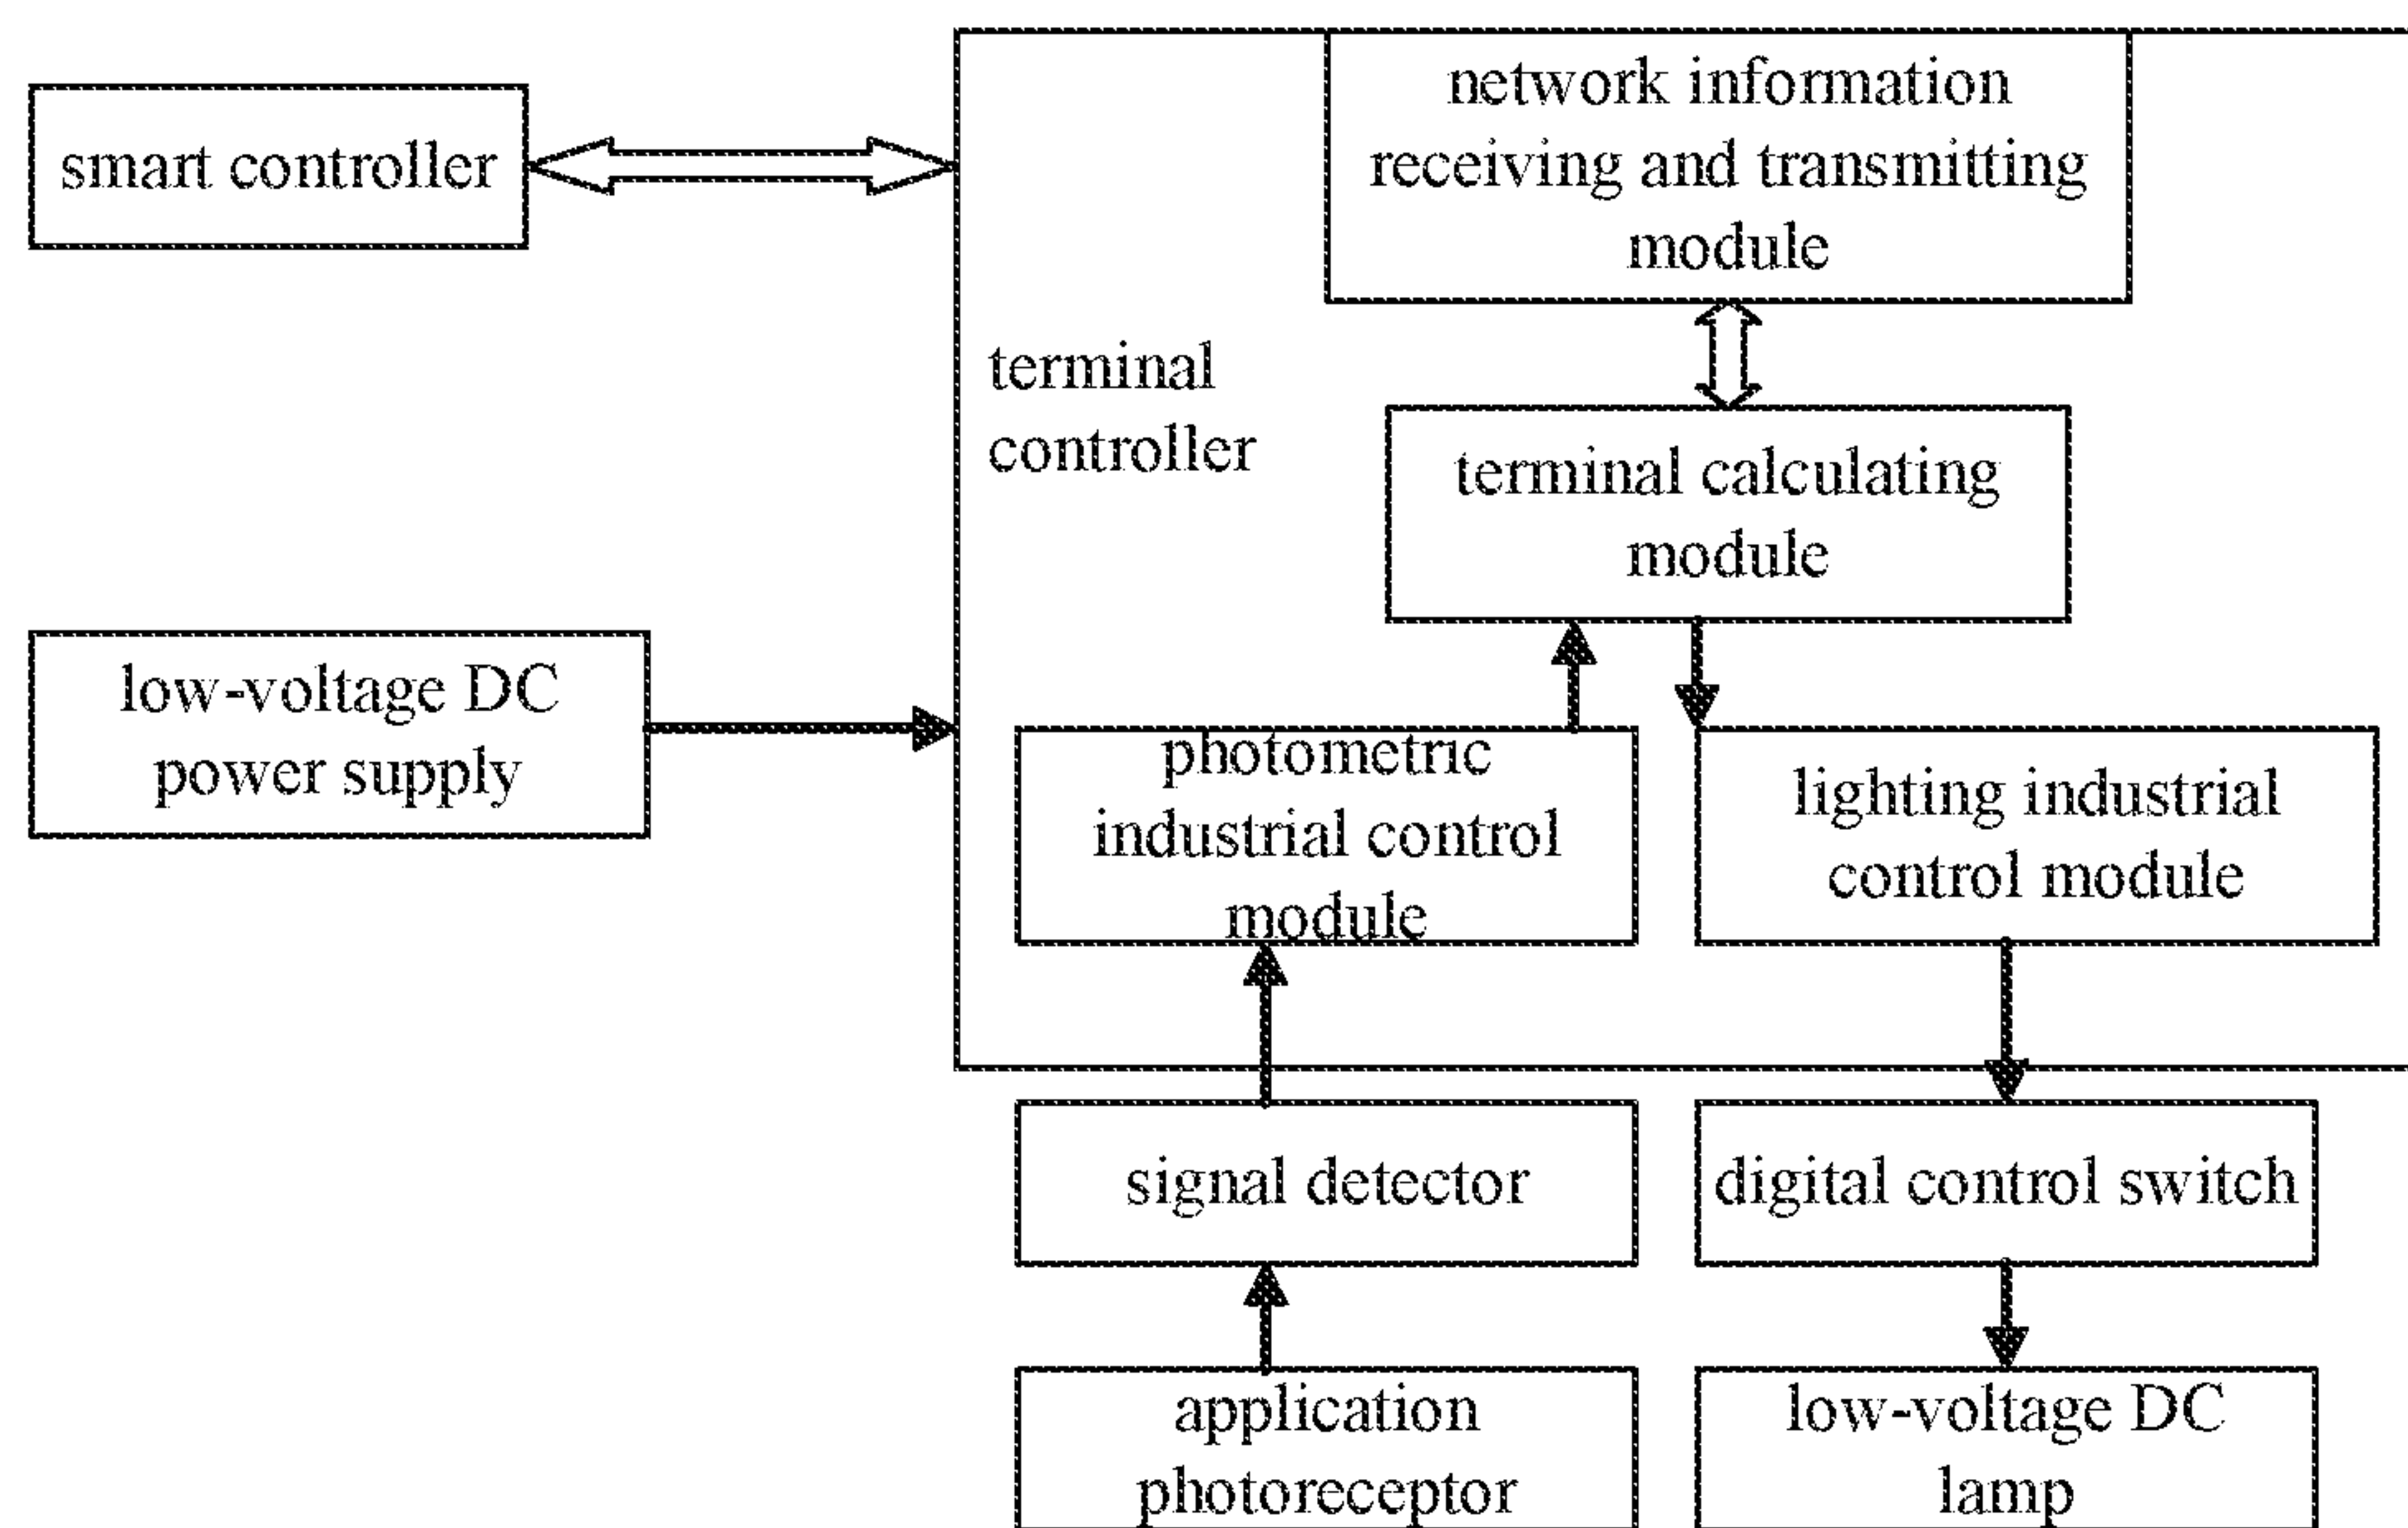 network information
receiving and transmitting
module
smart controller
terminal
controller
terminal calculating
module
low-voltage DC
power supply
photometric
industrial control
module
lighting industrial
control module
signal detector
digital control switch
application
photoreceptor
low-voltage DC
lamp